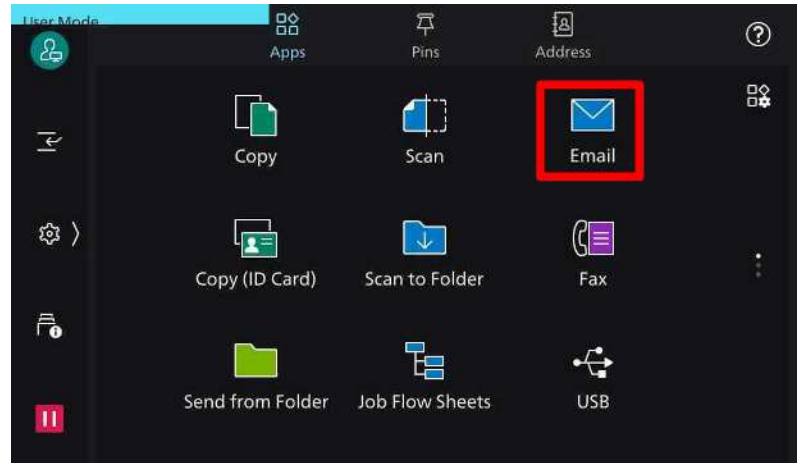 User Mode
Apps
Pins
Address
Copy
Scan
Email
Copy (ID Card)
Scan to Folder
Fax
Send from Folder
Job Flow Sheets
USB